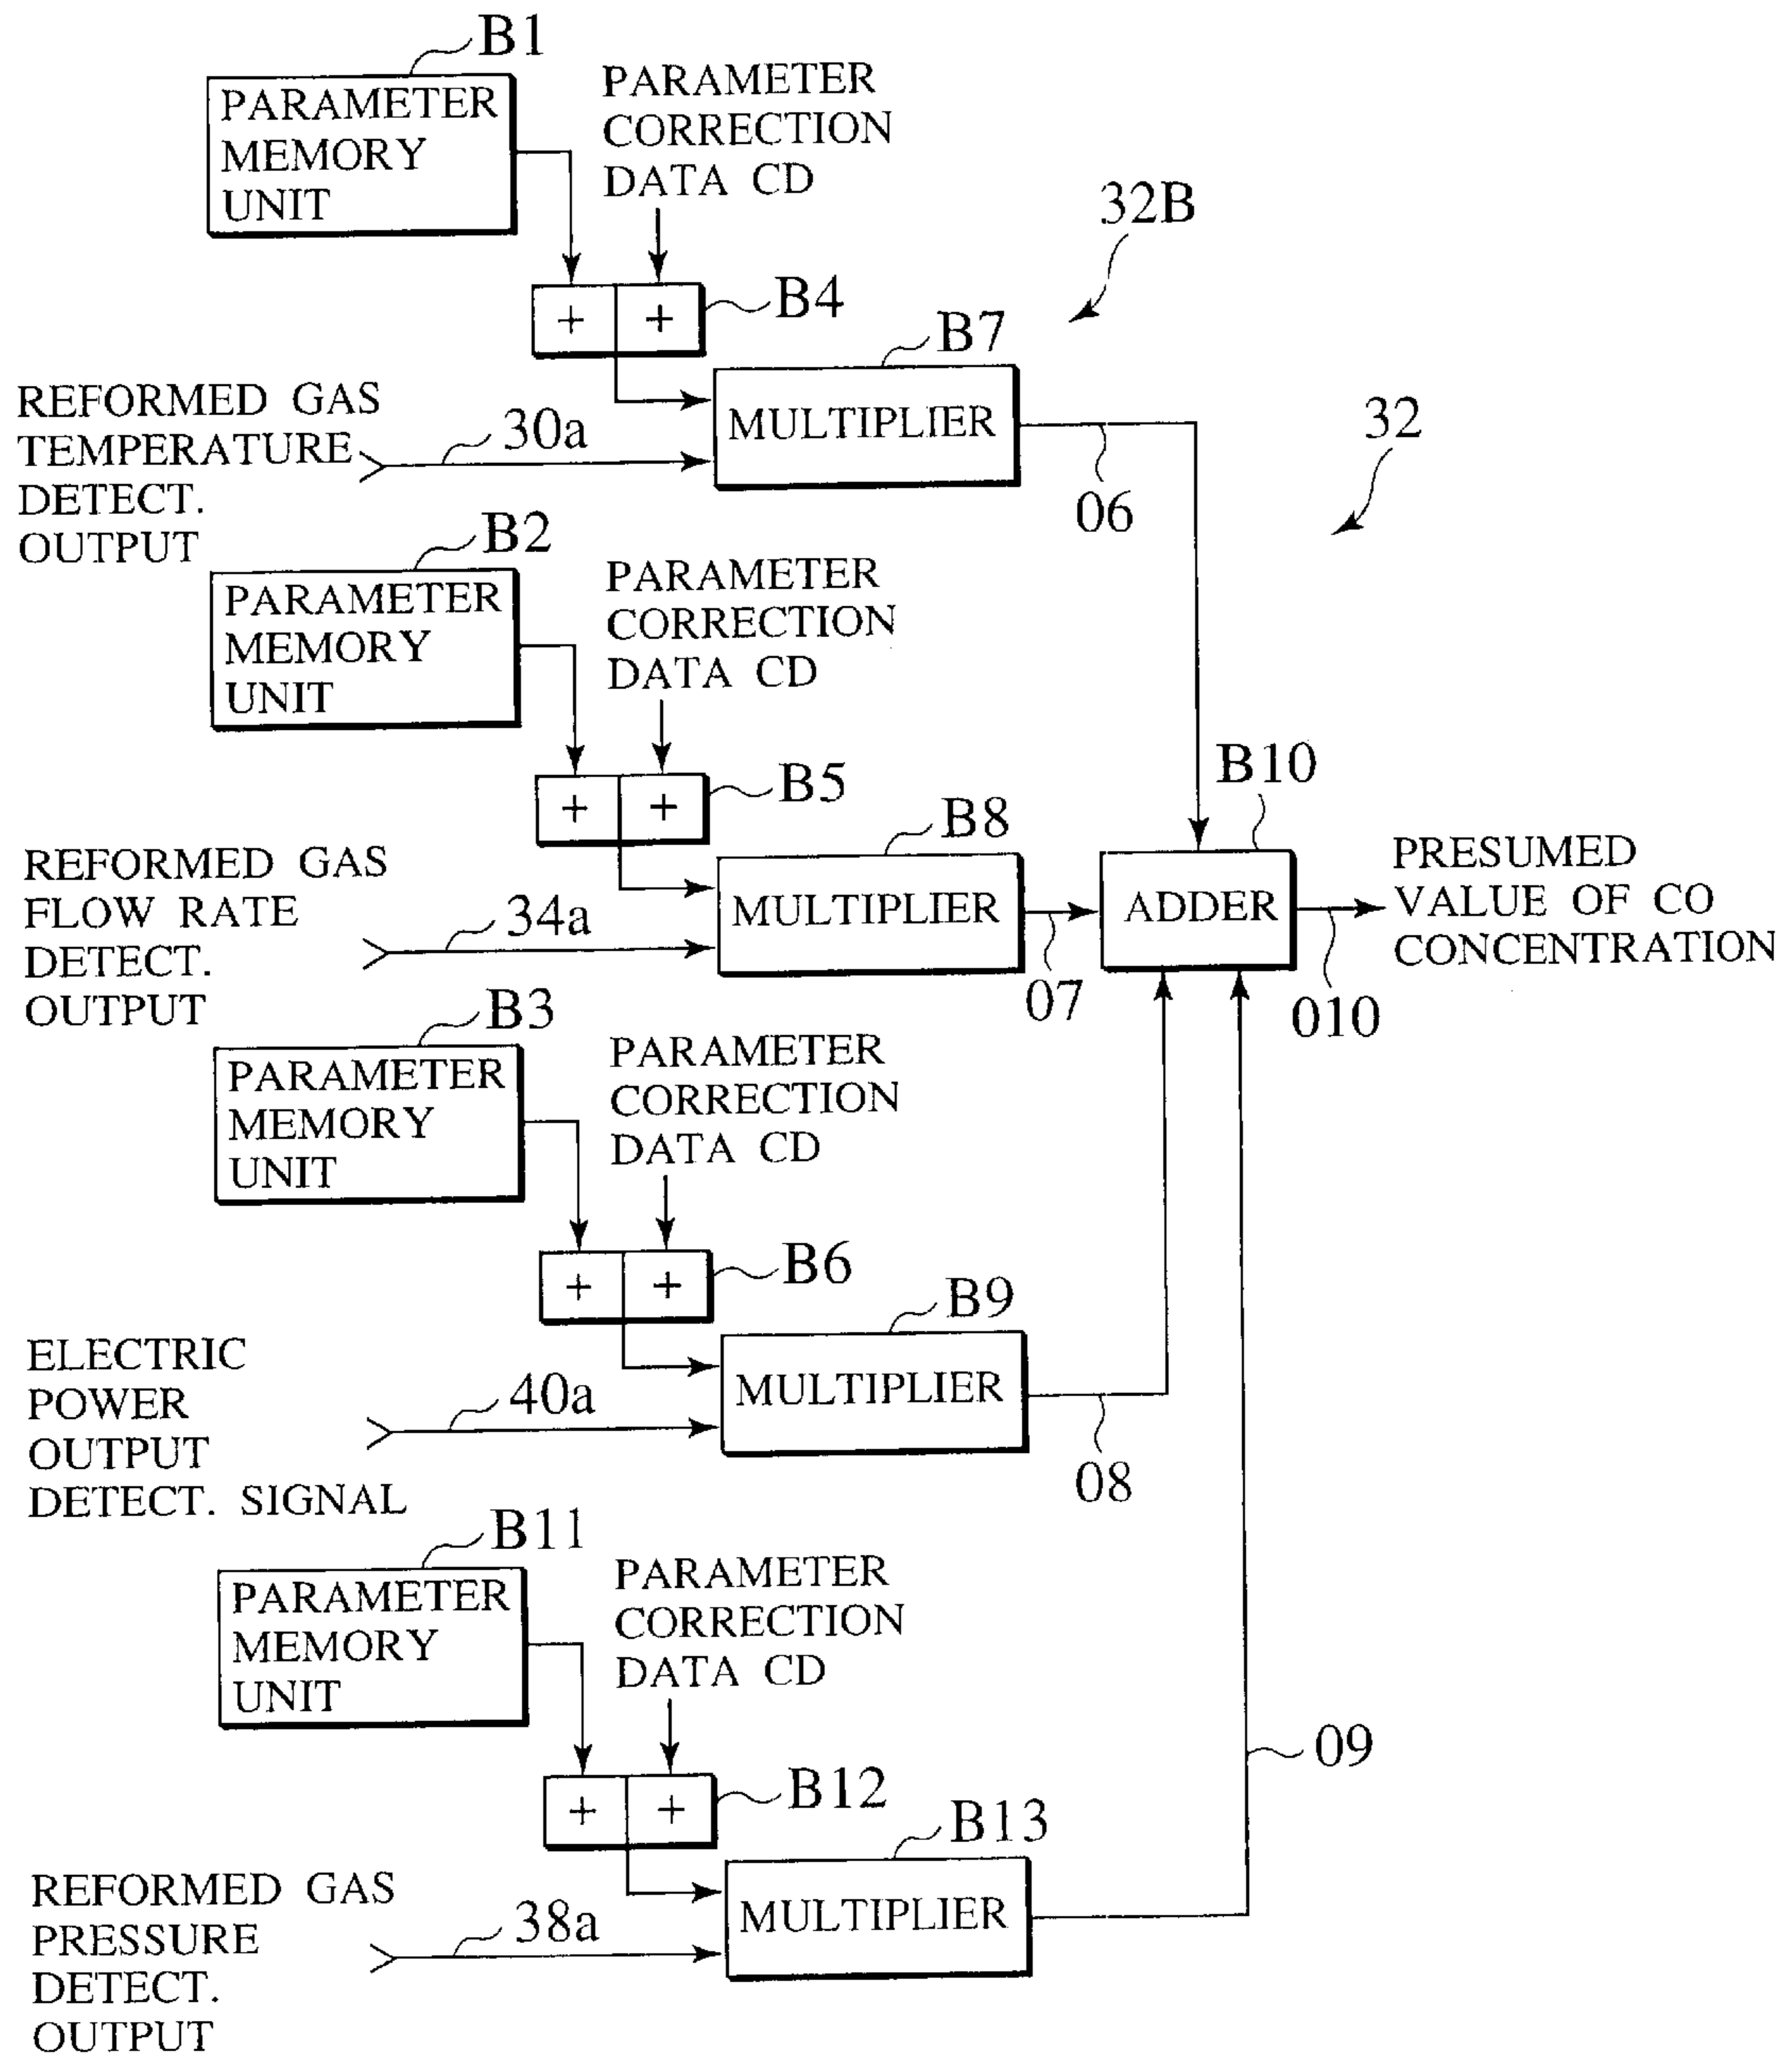 B1
PARAMETER
MEMORY
UNIT
PARAMETER
CORRECTION
DATA CD
32B
+
+
B4
B7
MULTIPLIER
REFORMED GAS
TEMPERATURE
DETECT.
OUTPUT
30a
06
32
B2
PARAMETER
MEMORY
UNIT
PARAMETER
CORRECTION
DATA CD
+
+
B5
B8
MULTIPLIER
REFORMED GAS
FLOW RATE
DETECT.
OUTPUT
34a
07
B10
ADDER
010
PRESUMED
VALUE OF CO
CONCENTRATION
B3
PARAMETER
MEMORY
UNIT
PARAMETER
CORRECTION
DATA CD
+
+
B6
B9
MULTIPLIER
ELECTRIC
POWER
OUTPUT
DETECT. SIGNAL
40a
08
B11
PARAMETER
MEMORY
UNIT
PARAMETER
CORRECTION
DATA CD
+
+
B12
B13
MULTIPLIER
09
REFORMED GAS
PRESSURE
DETECT.
OUTPUT
38a